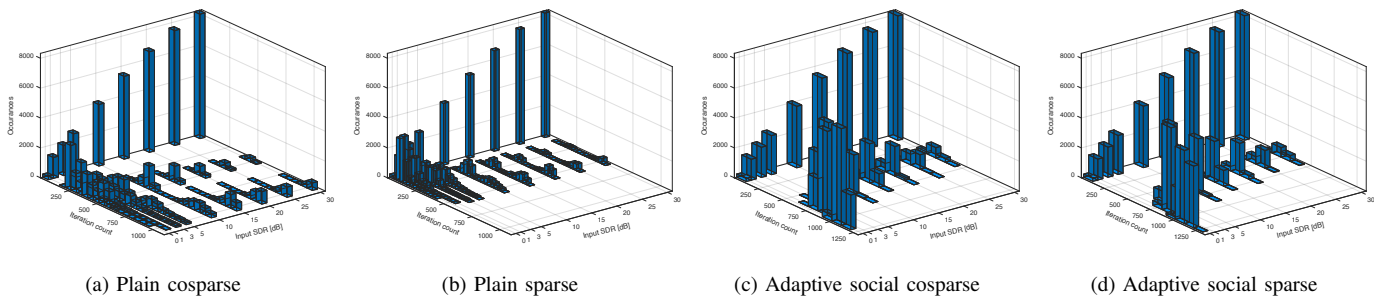 8000
6000
4000
2000
0
Occurances
250
500
750
1000
Iteration count
0 1 3 5 10 15 20 25 30
Input SDR [dB]
(a) Plain cosparse
8000
6000
4000
2000
0
Occurances
250
500
750
1000
Iteration count
0 1 3 5 10 15 20 25 30
Input SDR [dB]
(b) Plain sparse
8000
6000
4000
2000
0
Occurances
250
500
750
1000
1250
Iteration count
0 1 3 5 10 15 20 25 30
Input SDR [dB]
(c) Adaptive social cosparse
8000
6000
4000
2000
0
Occurances
250
500
750
1000
1250
Iteration count
0 1 3 5 10 15 20 25 30
Input SDR [dB]
(d) Adaptive social sparse